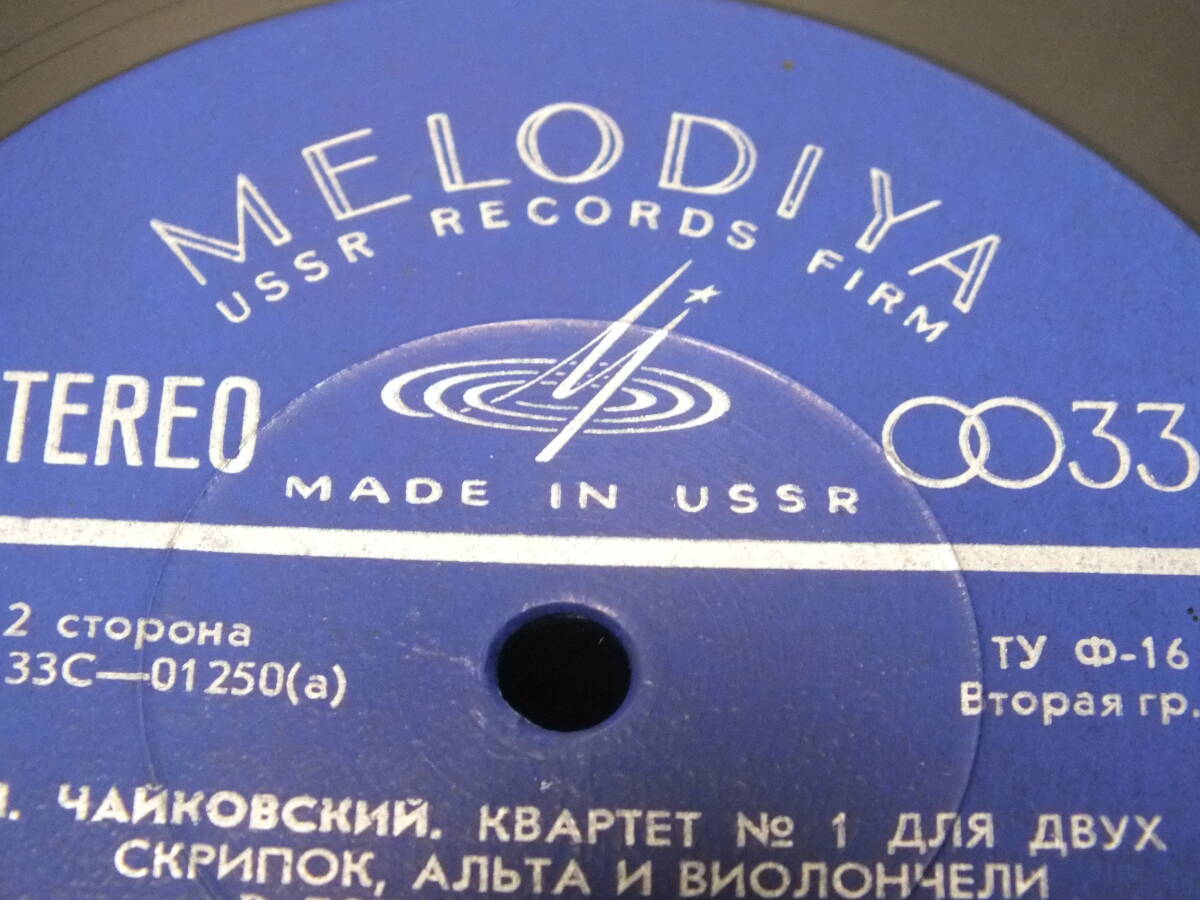 MELODIYA
USSR RECORDS FIRM
TEREO
33
MADE IN USSR
2 сторона
33С—01250(а)
ТУ Ф-16
Вторая гр.
ЧАЙКОВСКИЙ. КВАРТЕТ № 1 ДЛЯ ДВУХ
СКРИПОК, АЛЬТА И ВИОЛОНЧЕЛИ